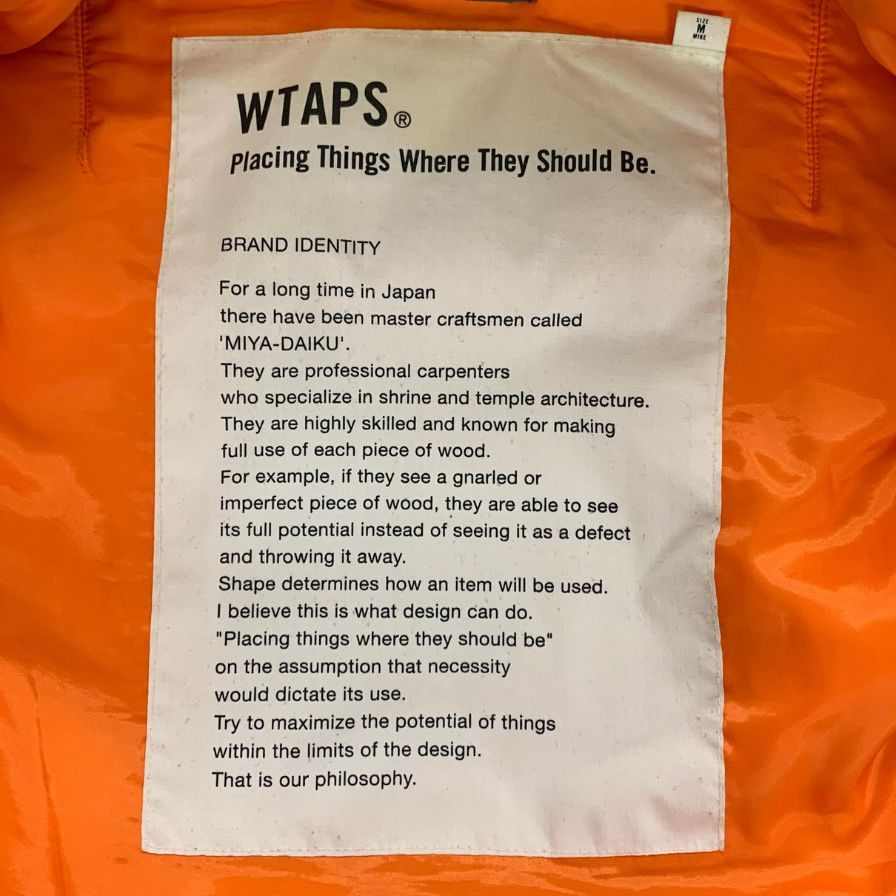 SIZE
M
MINE
WTAPS®
Placing Things Where They Should Be.
BRAND IDENTITY
For a long time in Japan
there have been master craftsmen called
'MIYA-DAIKU'.
They are professional carpenters
who specialize in shrine and temple architecture.
They are highly skilled and known for making
full use of each piece of wood.
For example, if they see a gnarled or
imperfect piece of wood, they are able to see
its full potential instead of seeing it as a defect
and throwing it away.
Shape determines how an item will be used.
I believe this is what design can do.
"Placing things where they should be"
on the assumption that necessity
would dictate its use.
Try to maximize the potential of things
within the limits of the design.
That is our philosophy.